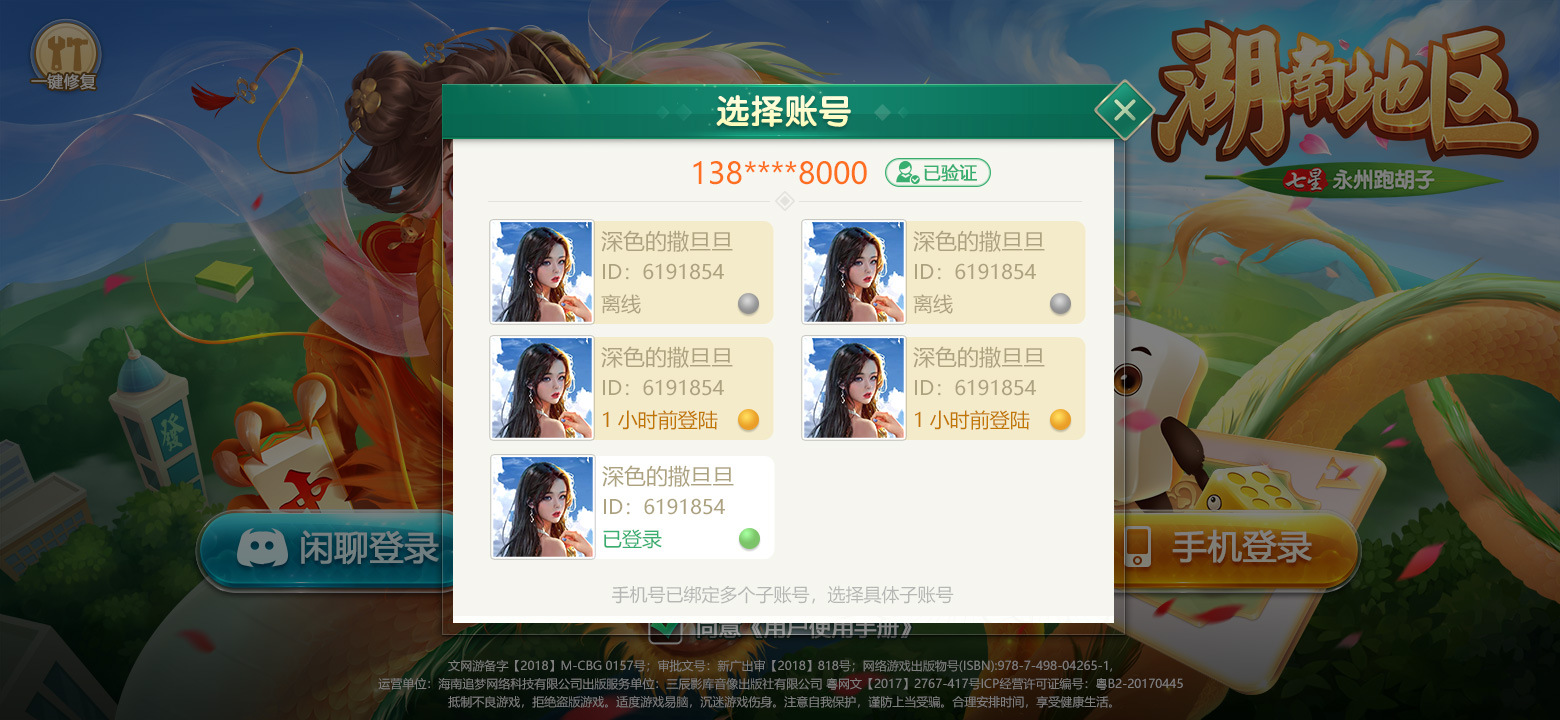 一键修复
湖南地区
七星 永州跑胡子
选择账号
138****8000 已验证
深色的撒旦旦
ID：6191854
离线
深色的撒旦旦
ID：6191854
离线
深色的撒旦旦
ID：6191854
1 小时前登陆
深色的撒旦旦
ID：6191854
1 小时前登陆
深色的撒旦旦
ID：6191854
已登录
發
闲聊登录
手机登录
手机号已绑定多个子账号，选择具体子账号
同意《用户使用手册》
文网游备字【2018】M-CBG 0157号；审批文号：新广出审【2018】818号；网络游戏出版物号(ISBN):978-7-498-04265-1,
运营单位：海南追梦网络科技有限公司出版服务单位：三辰影库音像出版社有限公司 粤网文【2017】2767-417号ICP经营许可证编号：粤B2-20170445
抵制不良游戏，拒绝盗版游戏。适度游戏易脑，沉迷游戏伤身。注意自我保护，谨防上当受骗。合理安排时间，享受健康生活。